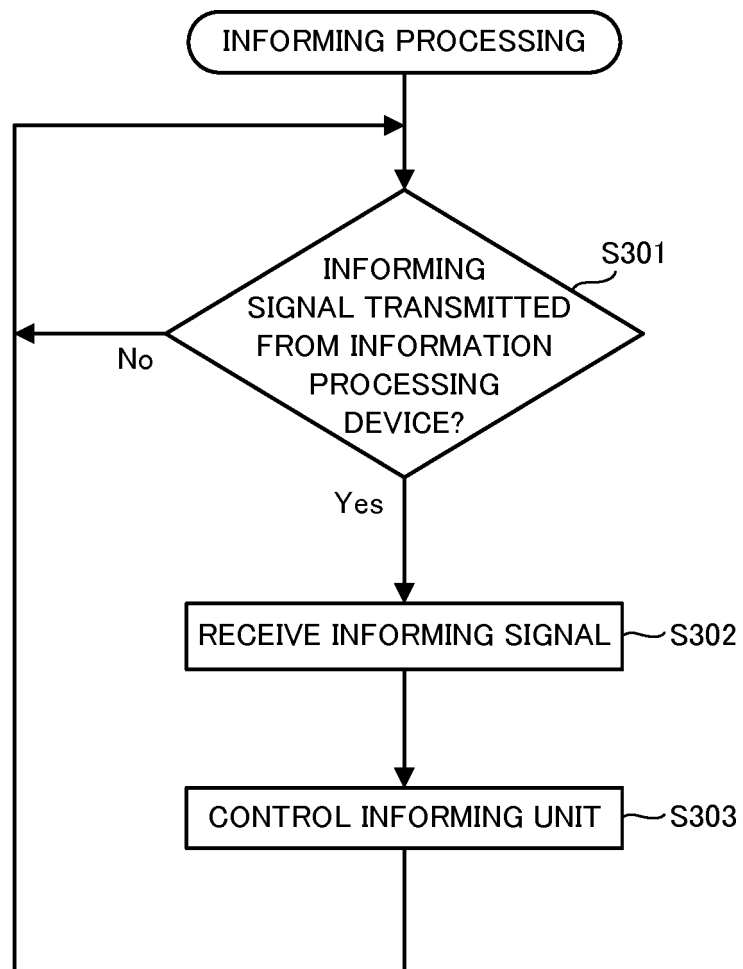 INFORMING PROCESSING
S301
INFORMING
SIGNAL TRANSMITTED
FROM INFORMATION
PROCESSING
DEVICE?
No
Yes
RECEIVE INFORMING SIGNAL
S302
CONTROL INFORMING UNIT
S303